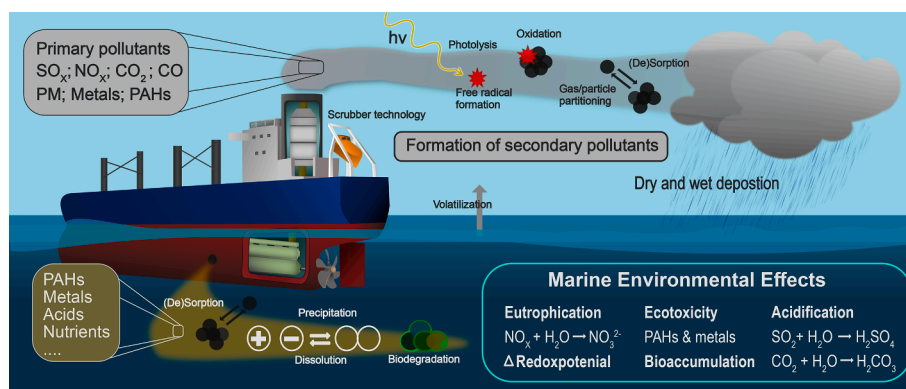 Primary pollutants
SOX; NOX; CO2; CO
PM; Metals; PAHs
hv
Photolysis
Oxidation
Free radical
formation
(De)Sorption
Gas/particle
partitioning
Scrubber technology
Formation of secondary pollutants
Dry and wet depostion
Volatilization
PAHs
Metals
Acids
Nutrients
....
(De)Sorption
Precipitation
Dissolution
Biodegradation
Marine Environmental Effects
Eutrophication
NOX + H2O → NO3²⁻
Δ Redoxpotenial
Ecotoxicity
PAHs & metals
Bioaccumulation
Acidification
SO2 + H2O → H2SO4
CO2 + H2O → H2CO3